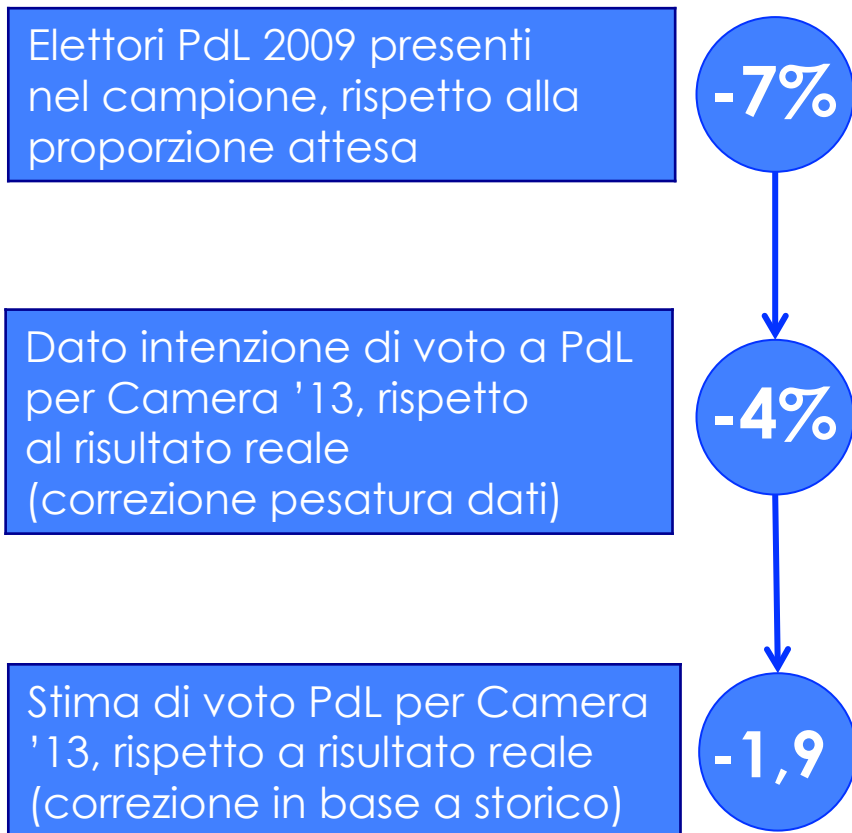 Elettori PdL 2009 presenti
nel campione, rispetto alla
proporzione attesa
-7%
Dato intenzione di voto a PdL
per Camera ’13, rispetto
al risultato reale
(correzione pesatura dati)
-4%
Stima di voto PdL per Camera
’13, rispetto a risultato reale
(correzione in base a storico)
-1,9